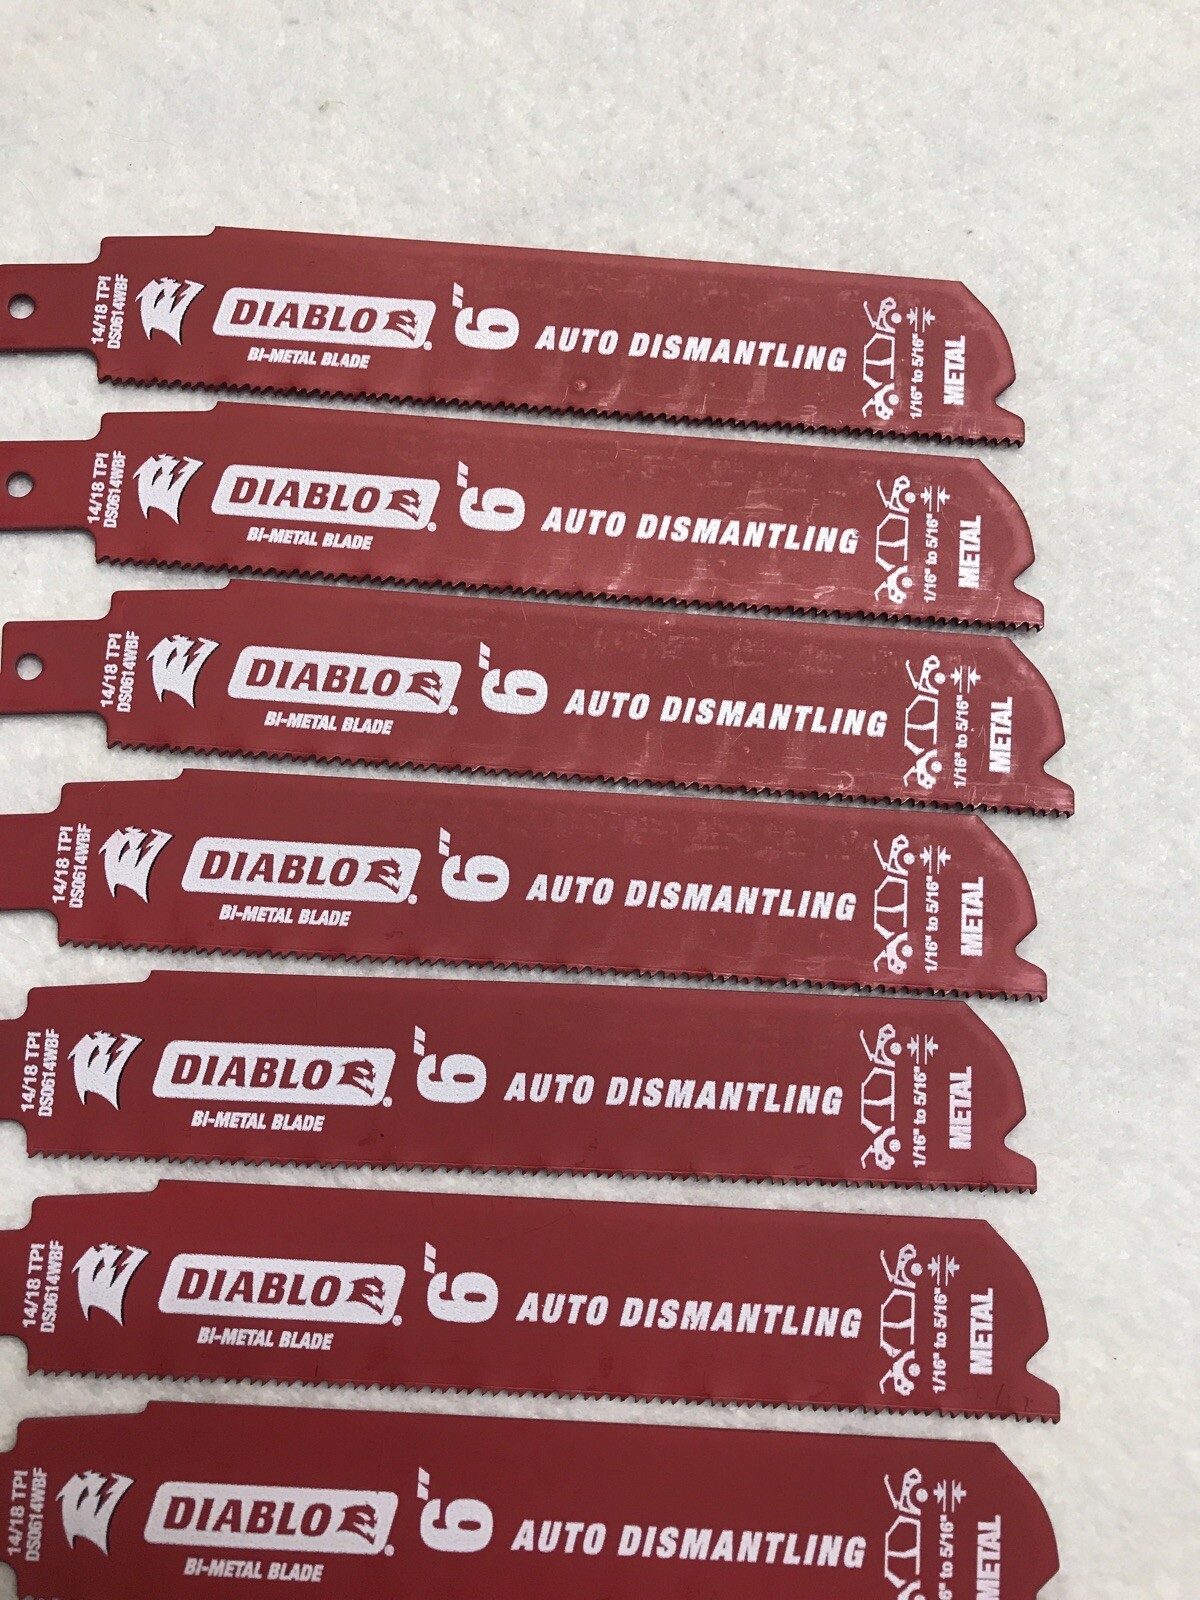 14/18 TPI
DS0614WBF
DIABLO®
BI-METAL BLADE
6"
AUTO DISMANTLING
1/16" to 5/16"
METAL
14/18 TPI
DS0614WBF
DIABLO®
BI-METAL BLADE
6"
AUTO DISMANTLING
1/16" to 5/16"
METAL
14/18 TPI
DS0614WBF
DIABLO®
BI-METAL BLADE
6"
AUTO DISMANTLING
1/16" to 5/16"
METAL
14/18 TPI
DS0614WBF
DIABLO®
BI-METAL BLADE
6"
AUTO DISMANTLING
1/16" to 5/16"
METAL
14/18 TPI
DS0614WBF
DIABLO®
BI-METAL BLADE
6"
AUTO DISMANTLING
1/16" to 5/16"
METAL
14/18 TPI
DS0614WBF
DIABLO®
BI-METAL BLADE
6"
AUTO DISMANTLING
1/16" to 5/16"
METAL
14/18 TPI
DS0614WBF
DIABLO®
BI-METAL BLADE
6"
AUTO DISMANTLING
6" to 5/16"
METAL